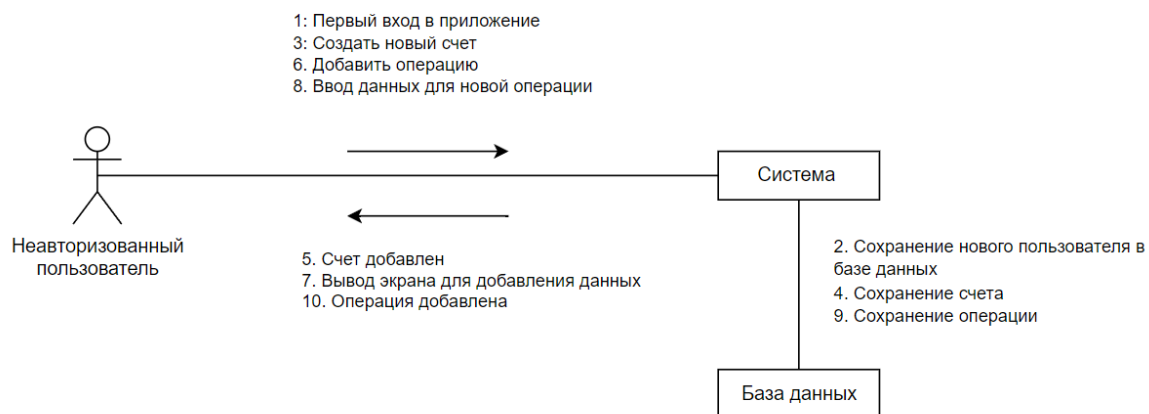 1: Первый вход в приложение
3: Создать новый счет
6. Добавить операцию
8. Ввод данных для новой операции
Система
Неавторизованный
пользователь
5. Счет добавлен
7. Вывод экрана для добавления данных
10. Операция добавлена
2. Сохранение нового пользователя в
базе данных
4. Сохранение счета
9. Сохранение операции
База данных